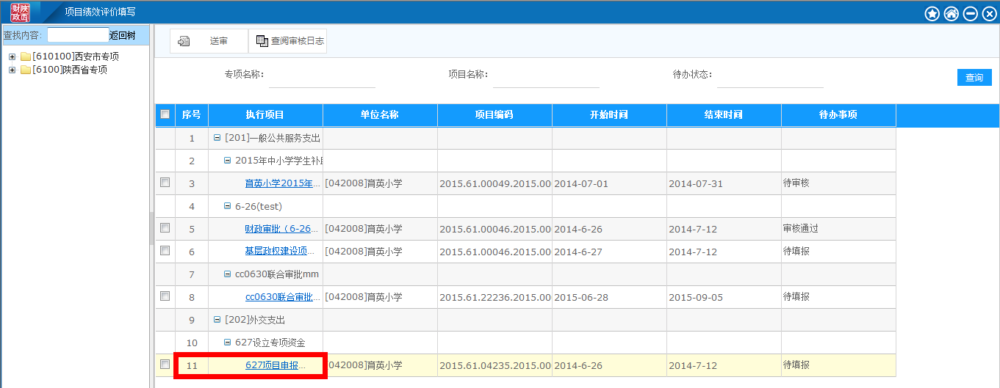 财陕政西 项目绩效评价填写
查找内容: 返回树
[610100]西安市专项
[6100]陕西省专项
送审 查阅审核日志
专项名称: 项目名称: 待办状态: 查询
序号 执行项目 单位名称 项目编码 开始时间 结束时间 待办事项
1 [201]一般公共服务支出
2 2015年中小学学生补
3 育英小学2015年... [042008]育英小学 2015.61.00049.2015.00 2014-07-01 2014-07-31 待审核
4 6-26(test)
5 财政审批（6-26... [042008]育英小学 2015.61.00046.2015.00 2014-6-26 2014-7-12 审核通过
6 基层政权建设项... [042008]育英小学 2015.61.00046.2015.00 2014-6-27 2014-7-12 待填报
7 cc0630联合审批mm
8 cc0630联合审批... [042008]育英小学 2015.61.22236.2015.00 2015-06-28 2015-09-05 待填报
9 [202]外交支出
10 627设立专项资金
11 627项目申报... 042008]育英小学 2015.61.04235.2015.00 2014-6-26 2014-7-12 待填报